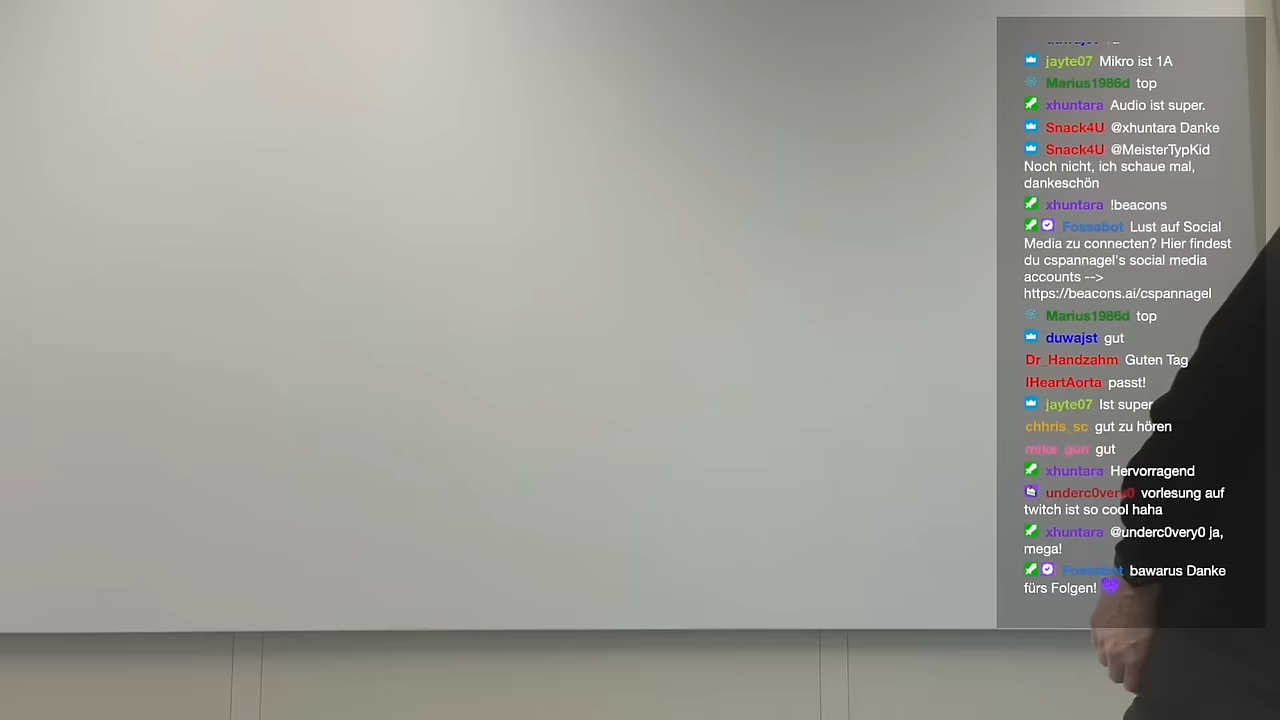 jayte07 Mikro ist 1A
Marius1986d top
xhuntara Audio ist super.
Snack4U @xhuntara Danke
Snack4U @MeisterTypKid
Noch nicht, ich schaue mal,
dankeschön
xhuntara !beacons
Fossabot Lust auf Social
Media zu connecten? Hier findest
du cspannagel's social media
accounts -->
https://beacons.ai/cspannagel
Marius1986d top
duwajst gut
Dr_Handzahm Guten Tag
IHeartAorta passt!
jayte07 Ist super
chhris_sc gut zu hören
mike_gun gut
xhuntara Hervorragend
underc0very0 vorlesung auf
twitch ist so cool haha
xhuntara @underc0very0 ja,
mega!
Fossabot bawarus Danke
fürs Folgen!